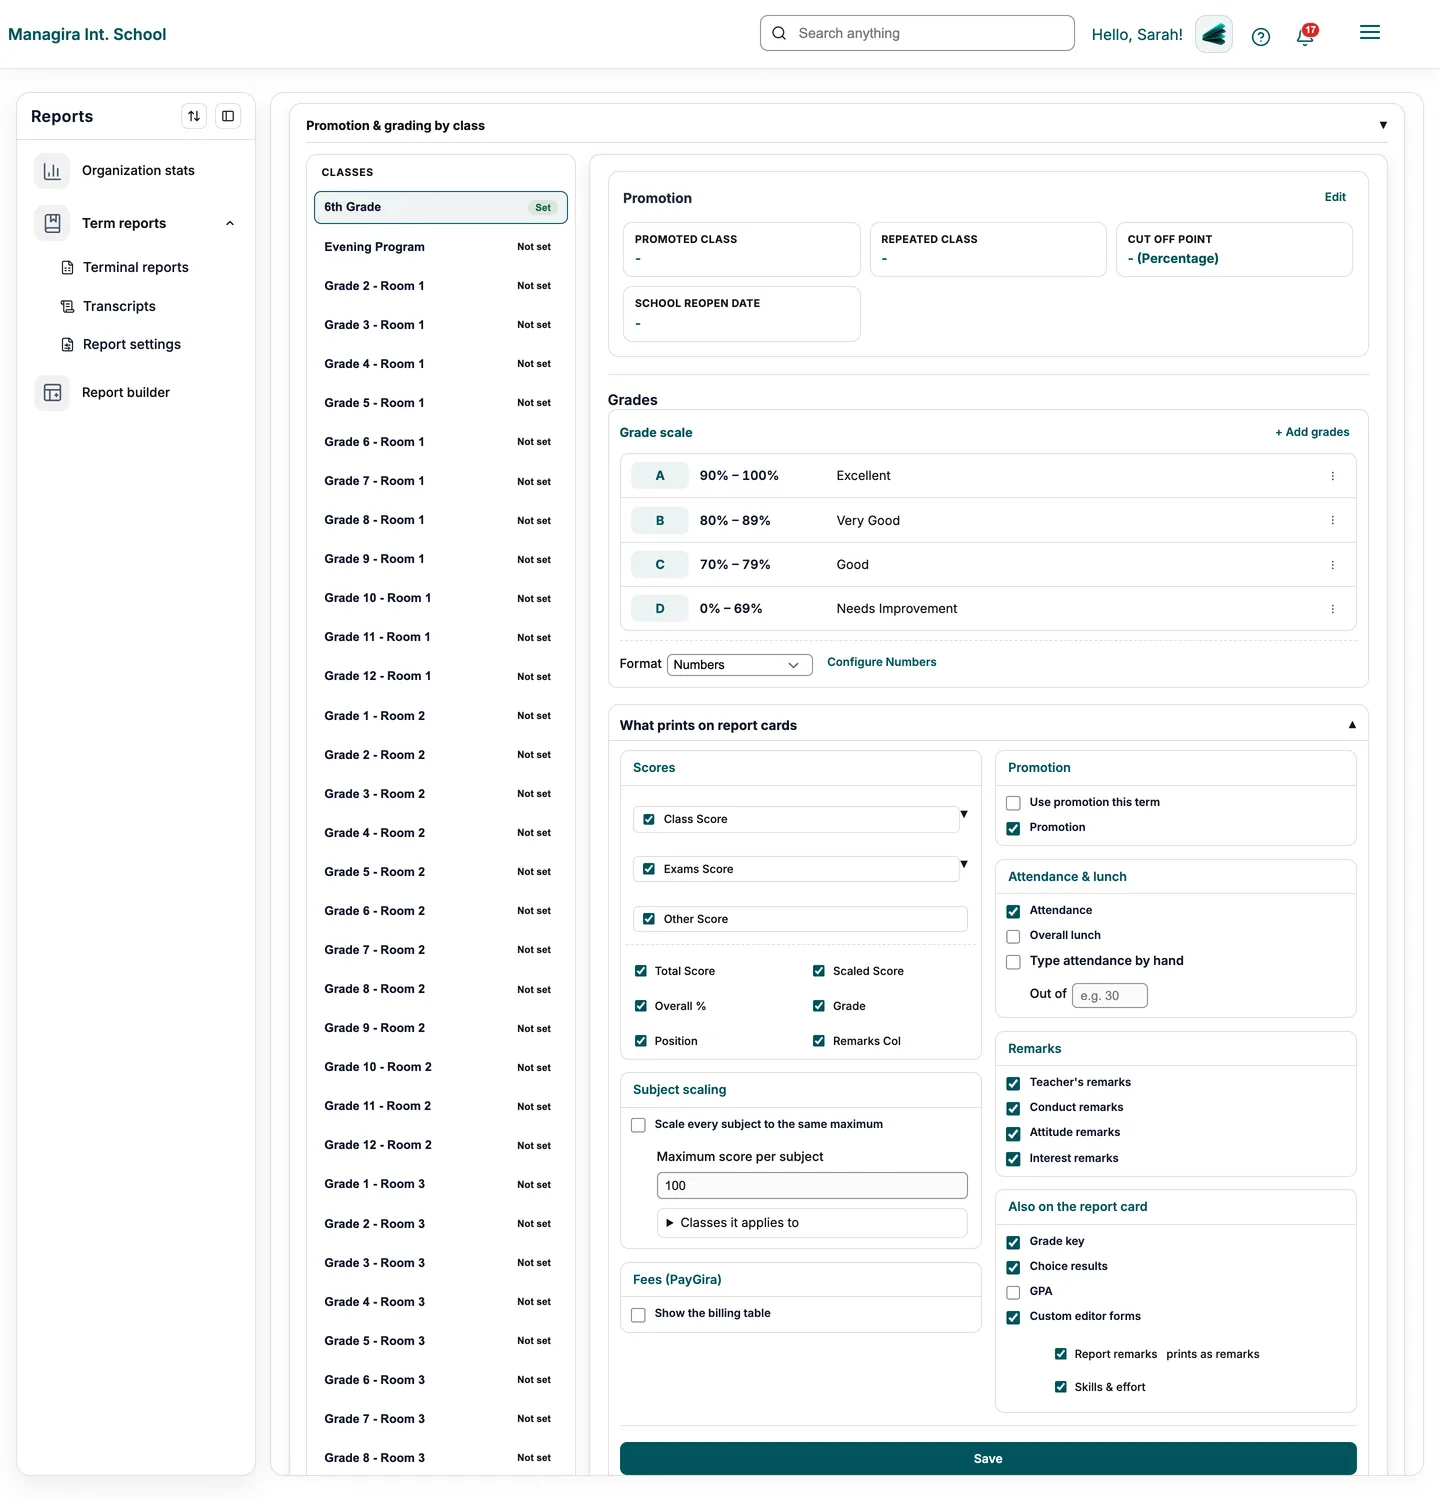 Managira Int. School
Search anything
Hello, Sarah!
17
Reports
Organization stats
Term reports
Terminal reports
Transcripts
Report settings
Report builder
Promotion & grading by class
CLASSES
6th Grade Set
Evening Program Not set
Grade 2 - Room 1 Not set
Grade 3 - Room 1 Not set
Grade 4 - Room 1 Not set
Grade 5 - Room 1 Not set
Grade 6 - Room 1 Not set
Grade 7 - Room 1 Not set
Grade 8 - Room 1 Not set
Grade 9 - Room 1 Not set
Grade 10 - Room 1 Not set
Grade 11 - Room 1 Not set
Grade 12 - Room 1 Not set
Grade 1 - Room 2 Not set
Grade 2 - Room 2 Not set
Grade 3 - Room 2 Not set
Grade 4 - Room 2 Not set
Grade 5 - Room 2 Not set
Grade 6 - Room 2 Not set
Grade 7 - Room 2 Not set
Grade 8 - Room 2 Not set
Grade 9 - Room 2 Not set
Grade 10 - Room 2 Not set
Grade 11 - Room 2 Not set
Grade 12 - Room 2 Not set
Grade 1 - Room 3 Not set
Grade 2 - Room 3 Not set
Grade 3 - Room 3 Not set
Grade 4 - Room 3 Not set
Grade 5 - Room 3 Not set
Grade 6 - Room 3 Not set
Grade 7 - Room 3 Not set
Grade 8 - Room 3 Not set
Promotion Edit
PROMOTED CLASS
-
REPEATED CLASS
-
CUT OFF POINT
- (Percentage)
SCHOOL REOPEN DATE
-
Grades
Grade scale + Add grades
A 90% – 100% Excellent
B 80% – 89% Very Good
C 70% – 79% Good
D 0% – 69% Needs Improvement
Format Numbers Configure Numbers
What prints on report cards
Scores
Class Score
Exams Score
Other Score
Total Score Scaled Score
Overall % Grade
Position Remarks Col
Subject scaling
Scale every subject to the same maximum
Maximum score per subject
100
Classes it applies to
Fees (PayGira)
Show the billing table
Promotion
Use promotion this term
Promotion
Attendance & lunch
Attendance
Overall lunch
Type attendance by hand
Out of e.g. 30
Remarks
Teacher's remarks
Conduct remarks
Attitude remarks
Interest remarks
Also on the report card
Grade key
Choice results
GPA
Custom editor forms
Report remarks prints as remarks
Skills & effort
Save